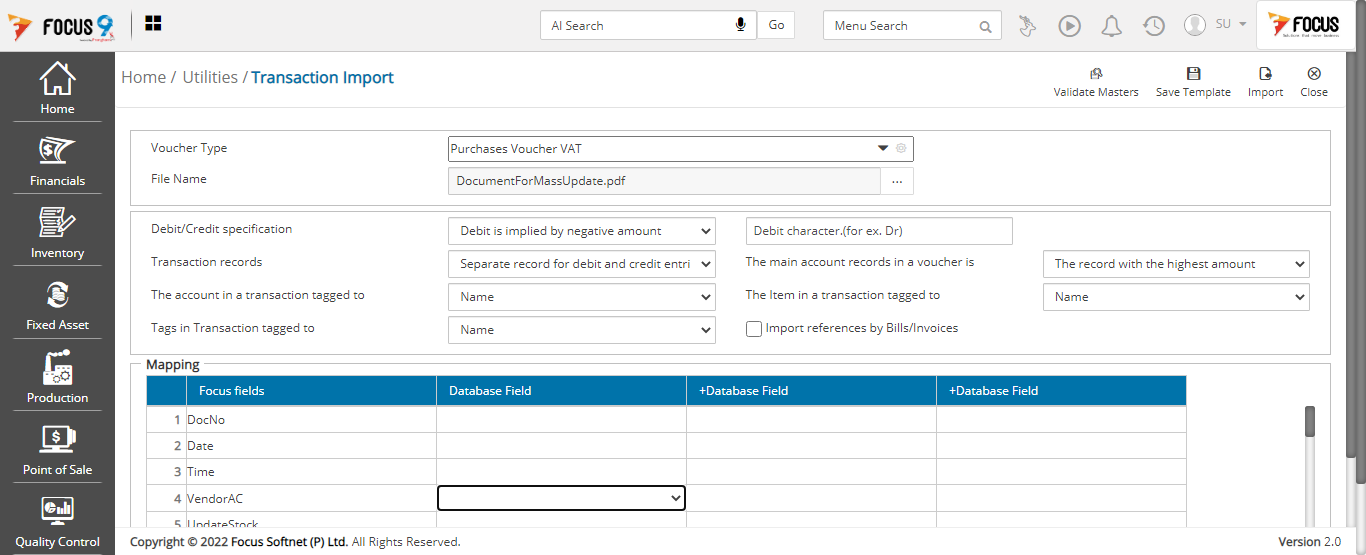 FOCUS 9
AI Search
Go
Menu Search
SU
FOCUS
Home / Utilities / Transaction Import
Validate Masters
Save Template
Import
Close
Home
Financials
Inventory
Fixed Asset
Production
Point of Sale
Quality Control
Voucher Type
Purchases Voucher VAT
File Name
DocumentForMassUpdate.pdf
...
Debit/Credit specification
Debit is implied by negative amount
Debit character.(for ex. Dr)
Transaction records
Separate record for debit and credit entri
The main account records in a voucher is
The record with the highest amount
The account in a transaction tagged to
Name
The Item in a transaction tagged to
Name
Tags in Transaction tagged to
Name
Import references by Bills/Invoices
Mapping
Focus fields
Database Field
+Database Field
+Database Field
1 DocNo
2 Date
3 Time
4 VendorAC
5 UpdateStock
Copyright © 2022 Focus Softnet (P) Ltd. All Rights Reserved.
Version 2.0